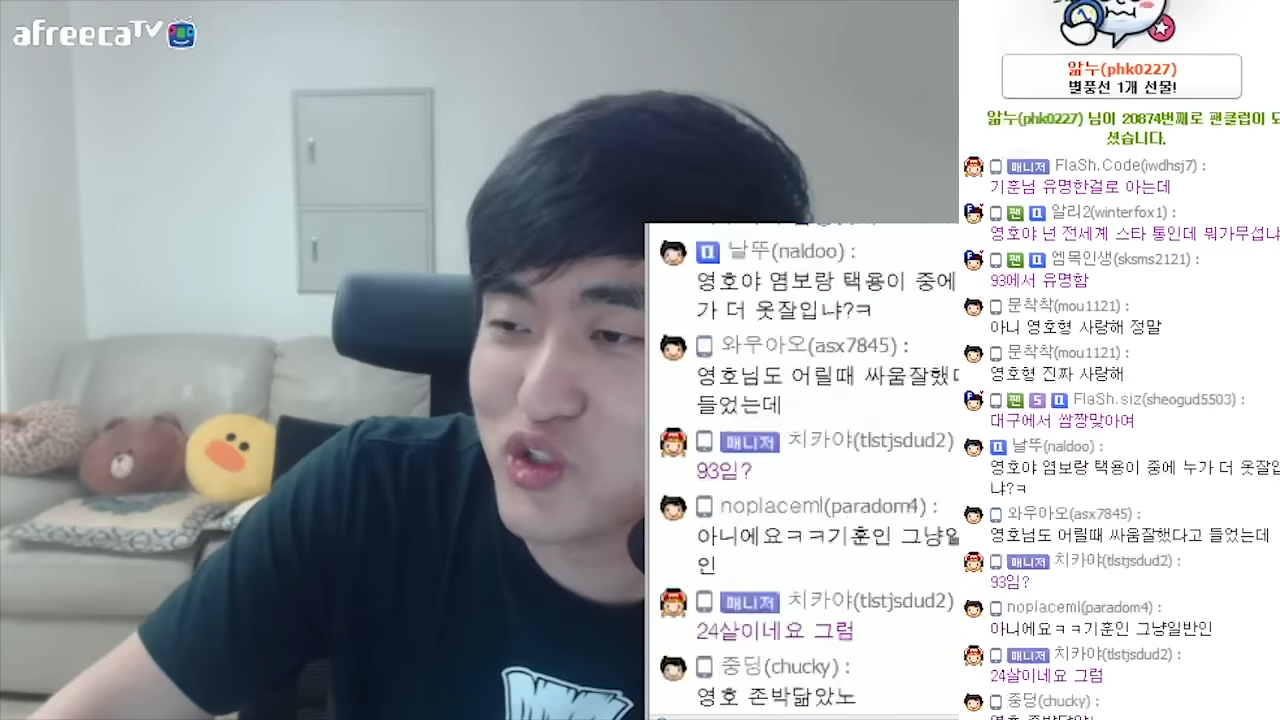 afreecaTV
날뚜(naldoo) :
영호야 염보랑 택용이 중에
가 더 옷잘입냐?ㅋ
와우아오(asx7845) :
영호님도 어릴때 싸움잘했다
들었는데
매니저 치카야(tlstjsdud2)
93임?
noplaceml(paradom4) :
아니에요ㅋㅋ기훈인 그냥일
인
매니저 치카야(tlstjsdud2)
24살이네요 그럼
중딩(chucky) :
영호 존박닮았노
앎누(phk0227)
별풍선 1개 선물!
앎누(phk0227) 님이 20874번째로 팬클럽이 되
셨습니다.
매니저 FlaSh.Code(iwdhsj7) :
기훈님 유명한걸로 아는데
팬 알리2(winterfox1) :
영호야 넌 전세계 스타 통인데 뭐가무섭냐
팬 엠목인생(sksms2121) :
93에서 유명함
문착착(mou1121) :
아니 영호형 사랑해 정말
문착착(mou1121) :
영호형 진짜 사랑해
팬 S FlaSh.siz(sheogud5503) :
대구에서 쌈짱맞아여
날뚜(naldoo) :
영호야 염보랑 택용이 중에 누가 더 옷잘입
냐?ㅋ
와우아오(asx7845) :
영호님도 어릴때 싸움잘했다고 들었는데
매니저 치카야(tlstjsdud2) :
93임?
noplaceml(paradom4) :
아니에요ㅋㅋ기훈인 그냥일반인
매니저 치카야(tlstjsdud2) :
24살이네요 그럼
중딩(chucky) :